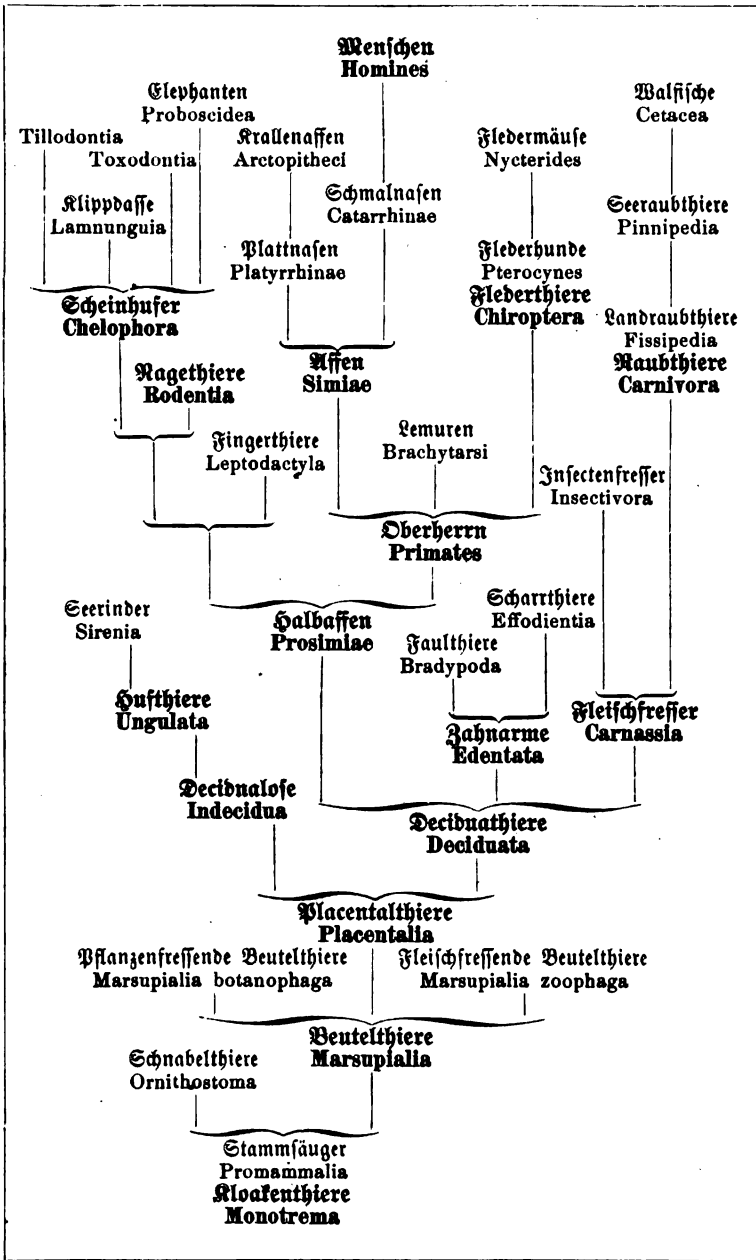 Menschen
Homines
Elephanten
Proboscidea
Walfische
Cetacea
Tillodontia
Toxodontia
Krallenaffen
Arctopitheci
Fledermäuse
Nycterides
Klippdasse
Lamnunguia
Schmalnasen
Catarrhinae
Seeraubthiere
Pinnipedia
Plattnasen
Platyrrhinae
Flederhunde
Pterocynes
Flederthiere
Chiroptera
Scheinhufer
Chelophora
Landraubthiere
Fissipedia
Raubthiere
Carnivora
Affen
Simiae
Nagethiere
Rodentia
Fingerthiere
Leptodactyla
Lemuren
Brachytarsi
Insectenfresser
Insectivora
Oberherrn
Primates
Seerinder
Sirenia
Halbaffen
Prosimiae
Scharrthiere
Effodientia
Faulthiere
Bradypoda
Hufthiere
Ungulata
Zahnarme
Edentata
Fleischfresser
Carnassia
Decidnalose
Indecidua
Deciduathiere
Deciduata
Placentalthiere
Placentalia
Pflanzenfressende Beutelthiere
Marsupialia botanophaga
Fleischfressende Beutelthiere
Marsupialia zoophaga
Beutelthiere
Marsupialia
Schnabelthiere
Ornithostoma
Stammsäuger
Promammalia
Kloakenthiere
Monotrema